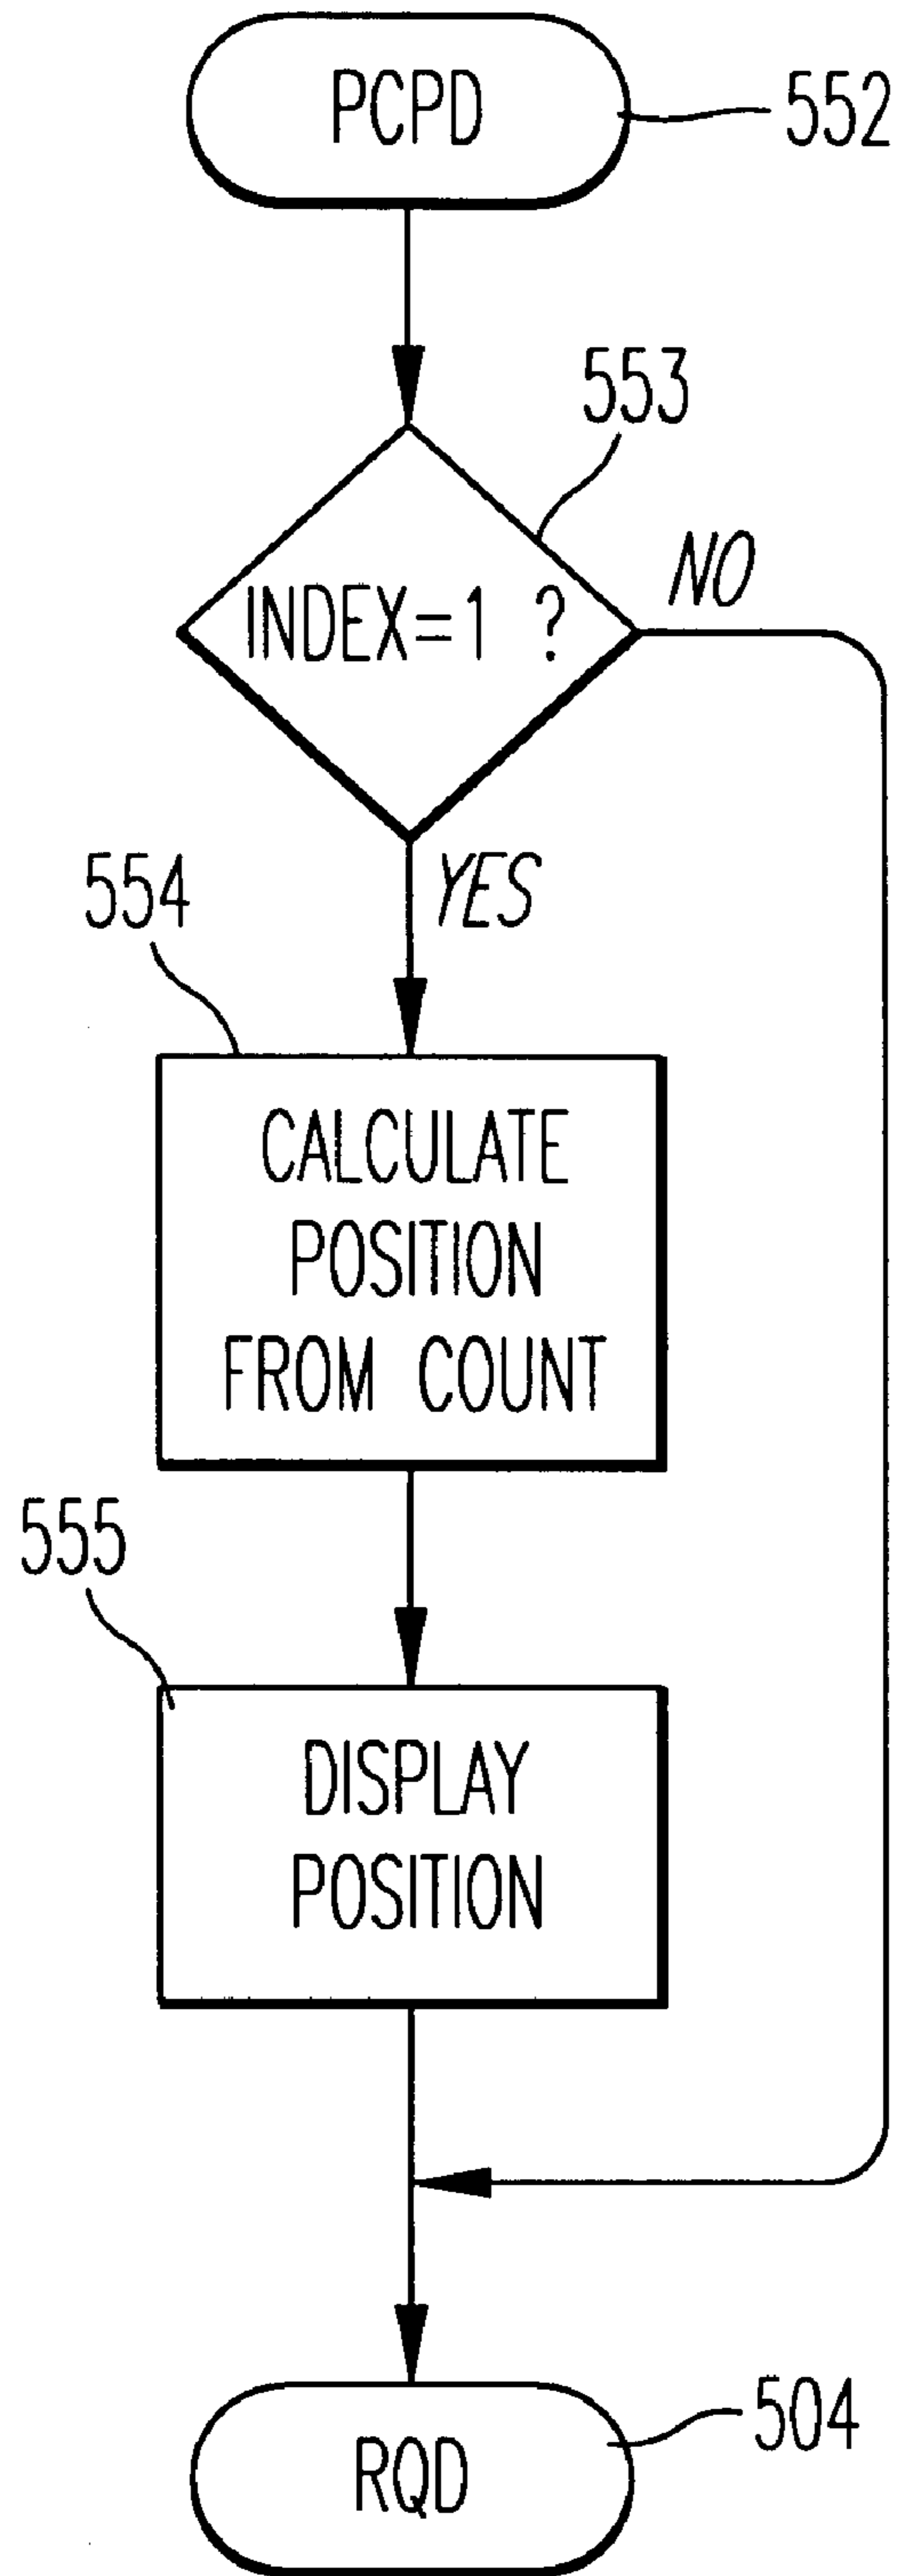 PCPD
552
553
INDEX=1 ?
NO
YES
554
CALCULATE
POSITION
FROM COUNT
555
DISPLAY
POSITION
504
RQD